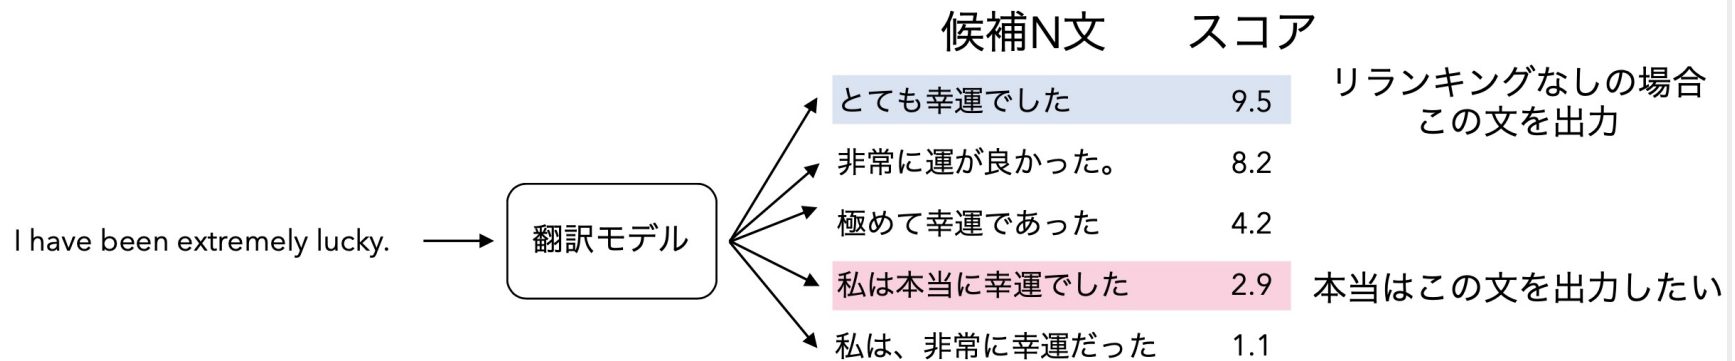 候補N文 スコア
とても幸運でした 9.5
リランキングなしの場合
この文を出力
非常に運が良かった。 8.2
極めて幸運であった 4.2
I have been extremely lucky.
翻訳モデル
私は本当に幸運でした 2.9 本当はこの文を出力したい
私は、非常に幸運だった 1.1